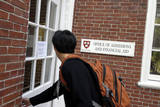 OFFICE OF ADMISSIONS
AND FINANCIAL AID